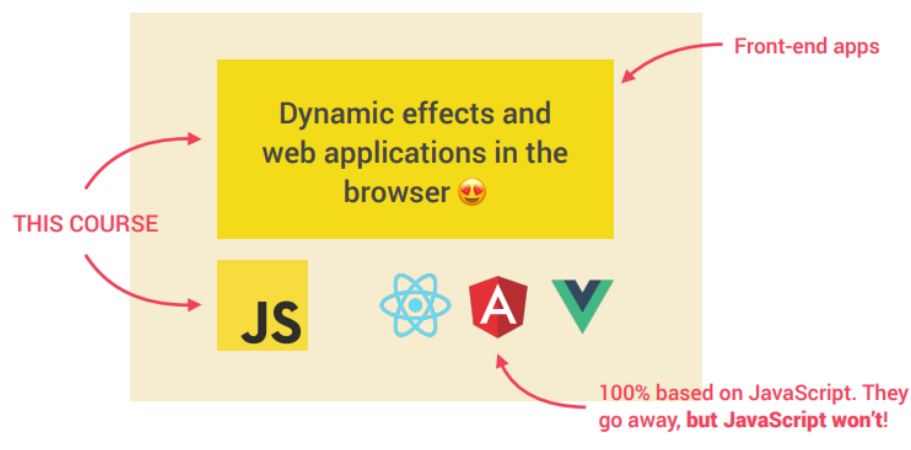 Front-end apps
Dynamic effects and
web applications in the
browser 😍
THIS COURSE
JS
A
100% based on JavaScript. They
go away, but JavaScript won't!